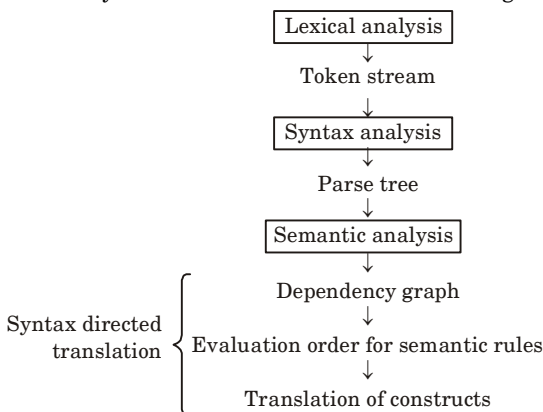 Lexical analysis
Token stream
Syntax analysis
Parse tree
Semantic analysis
Dependency graph
Syntax directed
translation
Evaluation order for semantic rules
Translation of constructs